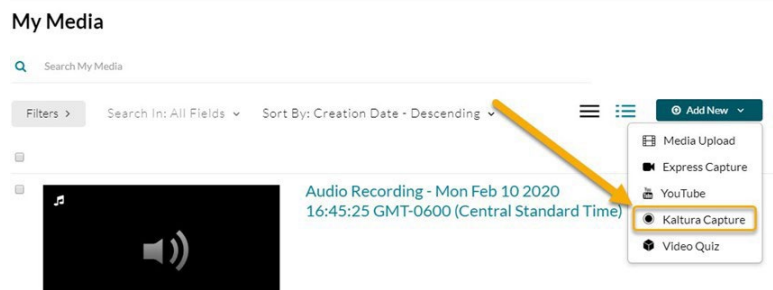 My Media
Search My Media
Filters >
Search In: All Fields
Sort By: Creation Date - Descending
Add New
Media Upload
Express Capture
YouTube
Kaltura Capture
Video Quiz
Audio Recording - Mon Feb 10 2020
16:45:25 GMT-0600 (Central Standard Time)